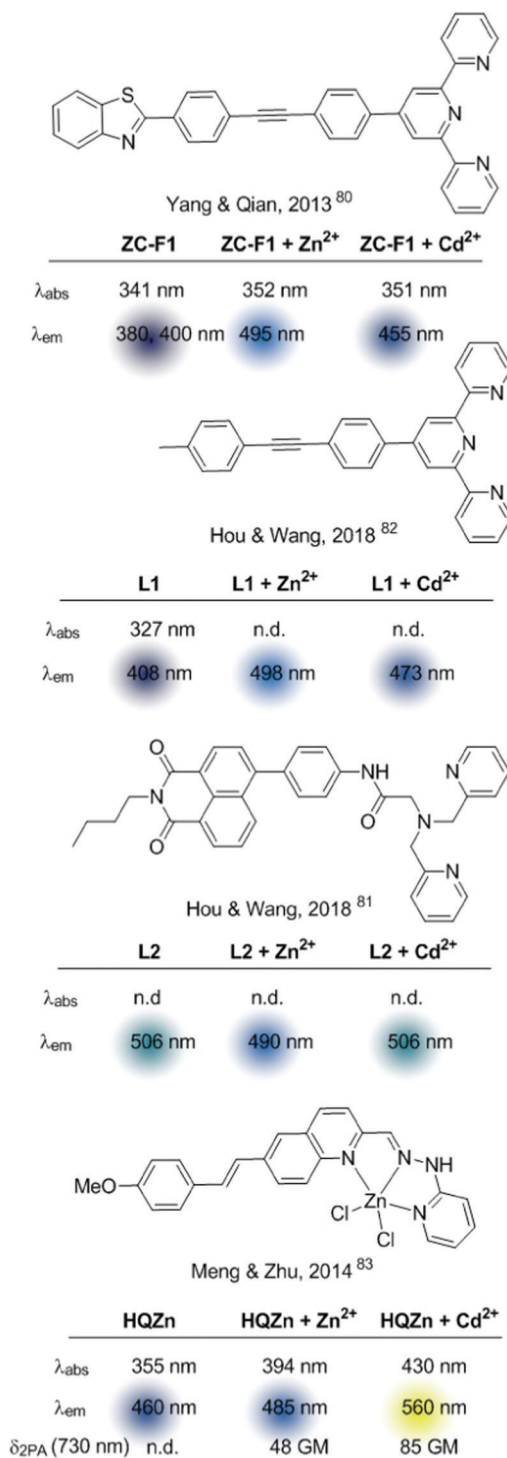 S
N
N
N
N
Yang & Qian, 2013 80
ZC-F1 ZC-F1 + Zn2+ ZC-F1 + Cd2+
λabs 341 nm 352 nm 351 nm
λem 380, 400 nm 495 nm 455 nm
N
N
N
Hou & Wang, 2018 82
L1 L1 + Zn2+ L1 + Cd2+
λabs 327 nm n.d. n.d.
λem 408 nm 498 nm 473 nm
O
N
O
NH
O
N
N
N
Hou & Wang, 2018 81
L2 L2 + Zn2+ L2 + Cd2+
λabs n.d n.d. n.d.
λem 506 nm 490 nm 506 nm
MeO
N
N
NH
Zn
N
Cl
Cl
Meng & Zhu, 2014 83
HQZn HQZn + Zn2+ HQZn + Cd2+
λabs 355 nm 394 nm 430 nm
λem 460 nm 485 nm 560 nm
δ2PA (730 nm) n.d. 48 GM 85 GM